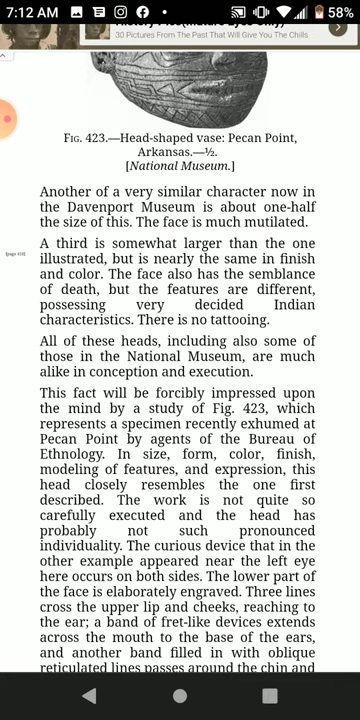 7:12 AM
58%
30 Pictures From The Past That Will Give You The Chills
FIG. 423.—Head-shaped vase: Pecan Point,
Arkansas.—½.
[National Museum.]
Another of a very similar character now in
the Davenport Museum is about one-half
the size of this. The face is much mutilated.
A third is somewhat larger than the one
illustrated, but is nearly the same in finish
and color. The face also has the semblance
of death, but the features are different,
possessing very decided Indian
characteristics. There is no tattooing.
All of these heads, including also some of
those in the National Museum, are much
alike in conception and execution.
This fact will be forcibly impressed upon
the mind by a study of Fig. 423, which
represents a specimen recently exhumed at
Pecan Point by agents of the Bureau of
Ethnology. In size, form, color, finish,
modeling of features, and expression, this
head closely resembles the one first
described. The work is not quite so
carefully executed and the head has
probably not such pronounced
individuality. The curious device that in the
other example appeared near the left eye
here occurs on both sides. The lower part of
the face is elaborately engraved. Three lines
cross the upper lip and cheeks, reaching to
the ear; a band of fret-like devices extends
across the mouth to the base of the ears,
and another band filled in with oblique
reticulated lines passes around the chin and